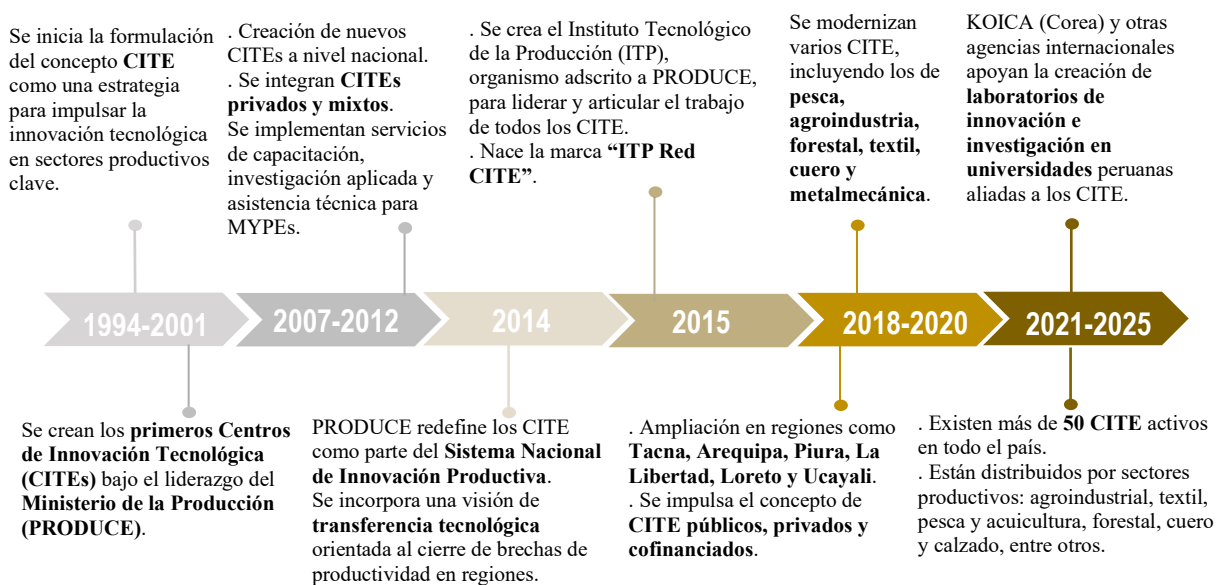 Se inicia la formulación
del concepto CITE
como una estrategia
para impulsar la
innovación tecnológica
en sectores productivos
clave.
. Creación de nuevos
CITEs a nivel nacional.
. Se integran CITEs
privados y mixtos.
Se implementan servicios
de capacitación,
investigación aplicada y
asistencia técnica para
MYPEs.
. Se crea el Instituto Tecnológico
de la Producción (ITP),
organismo adscrito a PRODUCE,
para liderar y articular el trabajo
de todos los CITE.
. Nace la marca “ITP Red
CITE”.
Se modernizan
varios CITE,
incluyendo los de
pesca,
agroindustria,
forestal, textil,
cuero y
metalmecánica.
KOICA (Corea) y otras
agencias internacionales
apoyan la creación de
laboratorios de
innovación e
investigación en
universidades peruanas
aliadas a los CITE.
1994-2001
2007-2012
2014
2015
2018-2020
2021-2025
Se crean los primeros Centros
de Innovación Tecnológica
(CITEs) bajo el liderazgo del
Ministerio de la Producción
(PRODUCE).
PRODUCE redefine los CITE
como parte del Sistema Nacional
de Innovación Productiva.
Se incorpora una visión de
transferencia tecnológica
orientada al cierre de brechas de
productividad en regiones.
. Ampliación en regiones como
Tacna, Arequipa, Piura, La
Libertad, Loreto y Ucayali.
. Se impulsa el concepto de
CITE públicos, privados y
cofinanciados.
. Existen más de 50 CITE activos
en todo el país.
. Están distribuidos por sectores
productivos: agroindustrial, textil,
pesca y acuicultura, forestal, cuero
y calzado, entre otros.